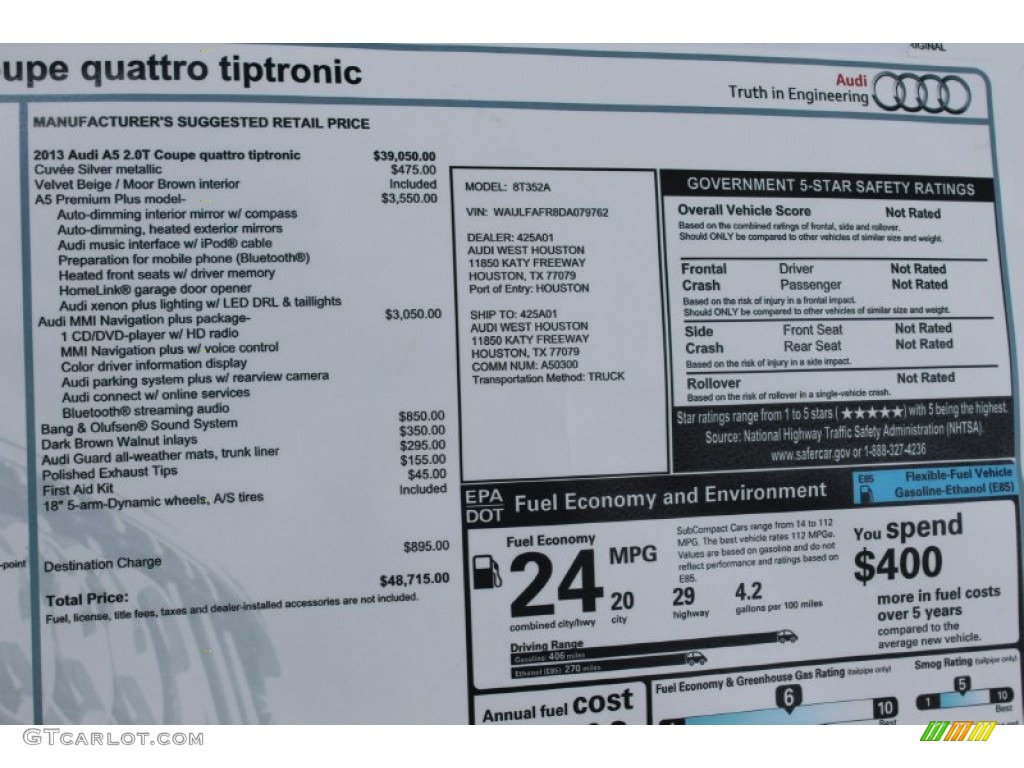 RIGINAL
oupe quattro tiptronic
Audi
Truth in Engineering
MANUFACTURER'S SUGGESTED RETAIL PRICE
2013 Audi A5 2.0T Coupe quattro tiptronic $39,050.00
Cuvée Silver metallic $475.00
Velvet Beige / Moor Brown interior Included
A5 Premium Plus model- $3,550.00
Auto-dimming interior mirror w/ compass
Auto-dimming, heated exterior mirrors
Audi music interface w/ iPod® cable
Preparation for mobile phone (Bluetooth®)
Heated front seats w/ driver memory
HomeLink® garage door opener
Audi xenon plus lighting w/ LED DRL & taillights
Audi MMI Navigation plus package- $3,050.00
1 CD/DVD-player w/ HD radio
MMI Navigation plus w/ voice control
Color driver information display
Audi parking system plus w/ rearview camera
Audi connect w/ online services
Bluetooth® streaming audio
Bang & Olufsen® Sound System $850.00
Dark Brown Walnut inlays $350.00
Audi Guard all-weather mats, trunk liner $295.00
Polished Exhaust Tips $155.00
First Aid Kit $45.00
18" 5-arm-Dynamic wheels, A/S tires Included
-point
Destination Charge $895.00
Total Price: $48,715.00
Fuel, license, title fees, taxes and dealer-installed accessories are not included.
MODEL: 8T352A
VIN: WAULFAFR8DA079762
DEALER: 425A01
AUDI WEST HOUSTON
11850 KATY FREEWAY
HOUSTON, TX 77079
Port of Entry: HOUSTON
SHIP TO: 425A01
AUDI WEST HOUSTON
11850 KATY FREEWAY
HOUSTON, TX 77079
COMM NUM: A50300
Transportation Method: TRUCK
GOVERNMENT 5-STAR SAFETY RATINGS
Overall Vehicle Score Not Rated
Based on the combined ratings of frontal, side and rollover.
Should ONLY be compared to other vehicles of similar size and weight.
Frontal Driver Not Rated
Crash Passenger Not Rated
Based on the risk of injury in a frontal impact.
Should ONLY be compared to other vehicles of similar size and weight.
Side Front Seat Not Rated
Crash Rear Seat Not Rated
Based on the risk of injury in a side impact.
Rollover Not Rated
Based on the risk of rollover in a single-vehicle crash.
Star ratings range from 1 to 5 stars (★★★★★) with 5 being the highest.
Source: National Highway Traffic Safety Administration (NHTSA).
www.safercar.gov or 1-888-327-4236
EPA
DOT
Fuel Economy and Environment
E85
Flexible-Fuel Vehicle
Gasoline-Ethanol (E85)
Fuel Economy
24 MPG
combined city/hwy
20
city
29
highway
4.2
gallons per 100 miles
SubCompact Cars range from 14 to 112
MPG. The best vehicle rates 112 MPGe.
Values are based on gasoline and do not
reflect performance and ratings based on
E85.
You spend
$400
more in fuel costs
over 5 years
compared to the
average new vehicle.
Driving Range
Gasoline: 406 miles
Ethanol (E85): 270 miles
Annual fuel cost
Fuel Economy & Greenhouse Gas Rating (tailpipe only)
6
10
Best
Smog Rating (tailpipe only)
5
1
10
Best
GTCARLOT.COM